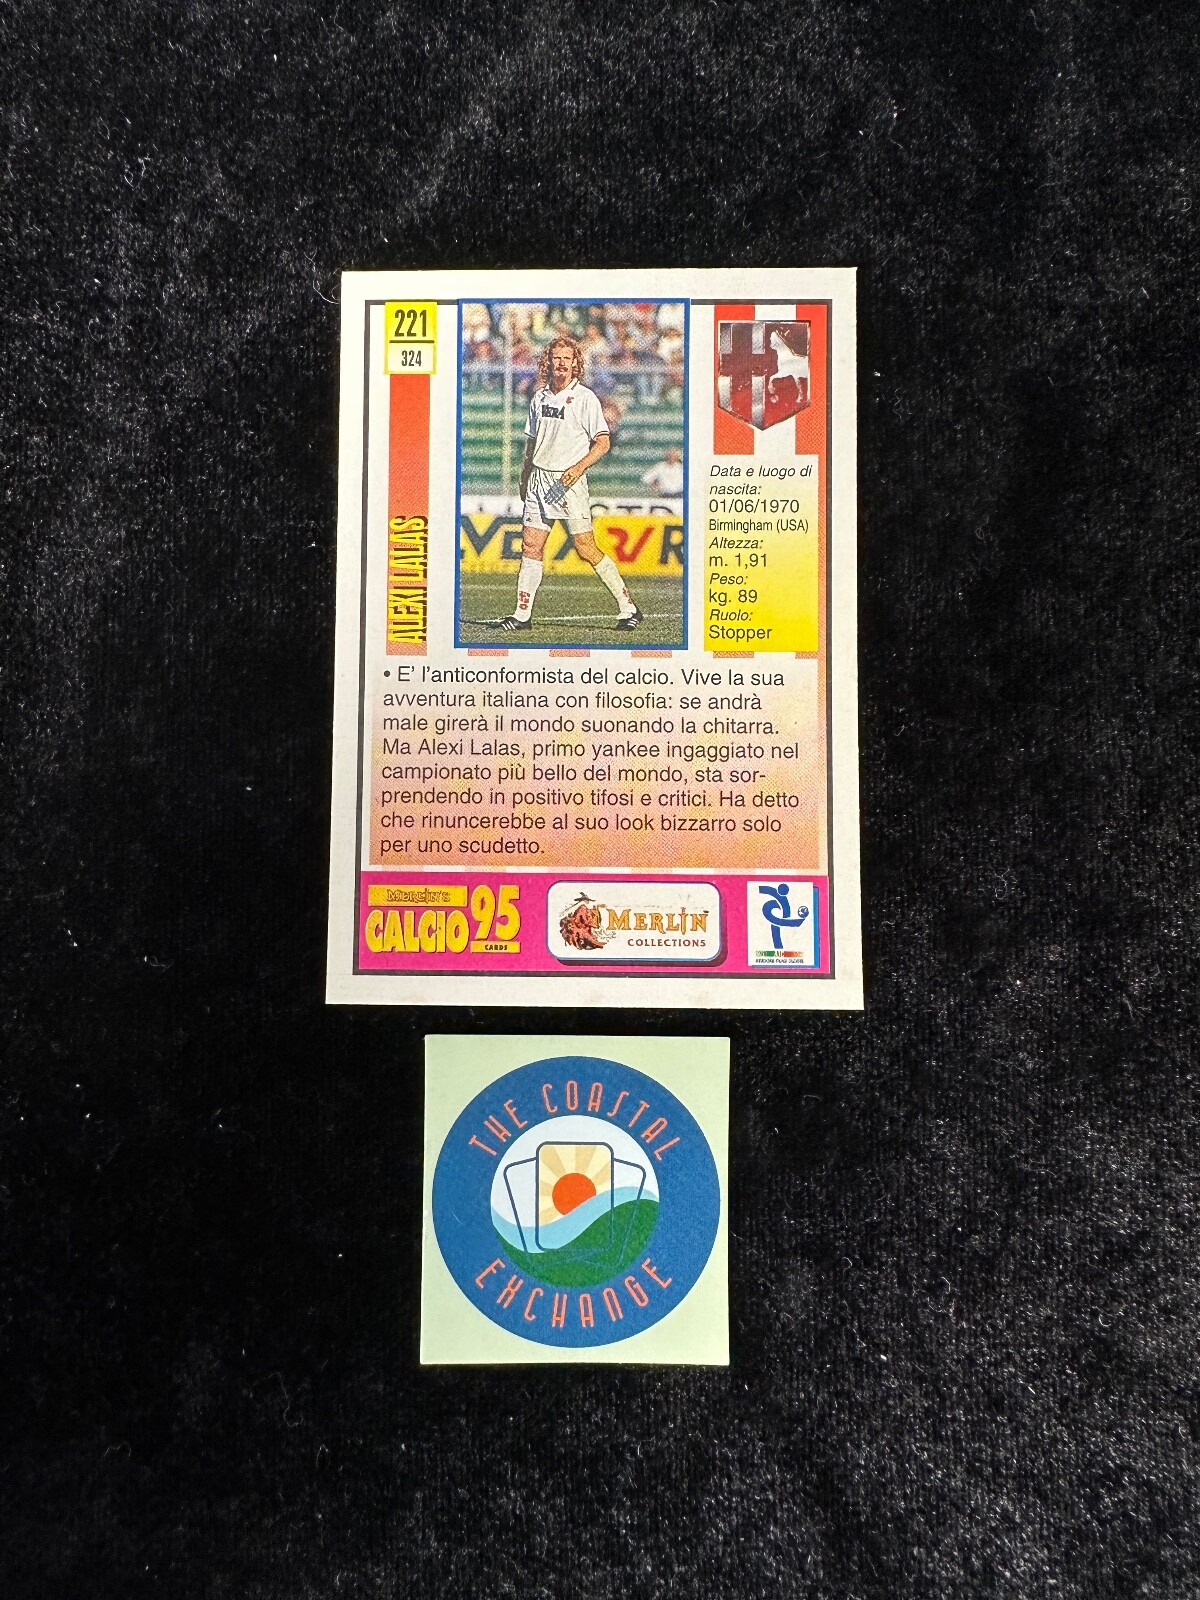 221
324
ALEXI LALAS
VERA
Data e luogo di
nascita:
01/06/1970
Birmingham (USA)
Altezza:
m. 1,91
Peso:
kg. 89
Ruolo:
Stopper
• E' l'anticonformista del calcio. Vive la sua
avventura italiana con filosofia: se andrà
male girerà il mondo suonando la chitarra.
Ma Alexi Lalas, primo yankee ingaggiato nel
campionato più bello del mondo, sta sor-
prendendo in positivo tifosi e critici. Ha detto
che rinuncerebbe al suo look bizzarro solo
per uno scudetto.
MERLIN'S
CALCIO 95
CARDS
MERLIN
COLLECTIONS
THE COASTAL
EXCHANGE